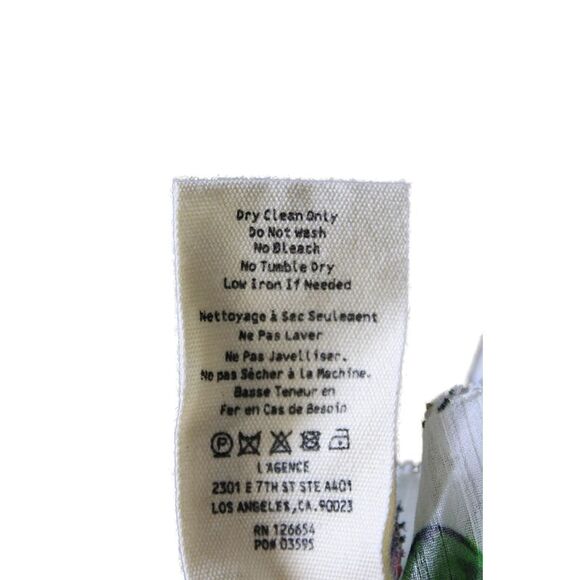 Dry Clean Only
Do Not Wash
No Bleach
No Tumble Dry
Low Iron If Needed
Nettoyage à Sec Seulement
Ne Pas Laver
Ne Pas Javelliser.
Ne pas Sécher à la Machine.
Basse Teneur en
Fer en Cas de Besoin
P
L'AGENCE
2301 E 7TH ST STE A401
LOS ANGELES,CA.90023
RN 126654
PO# 03595